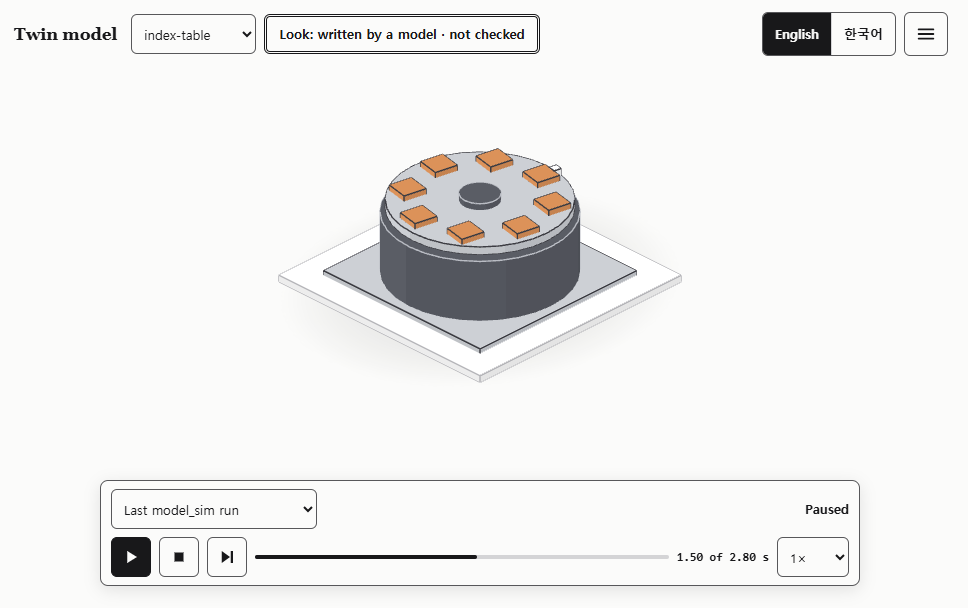 Twin model
index-table
Look: written by a model · not checked
English
한국어
Last model_sim run
Paused
1.50 of 2.80 s
1×